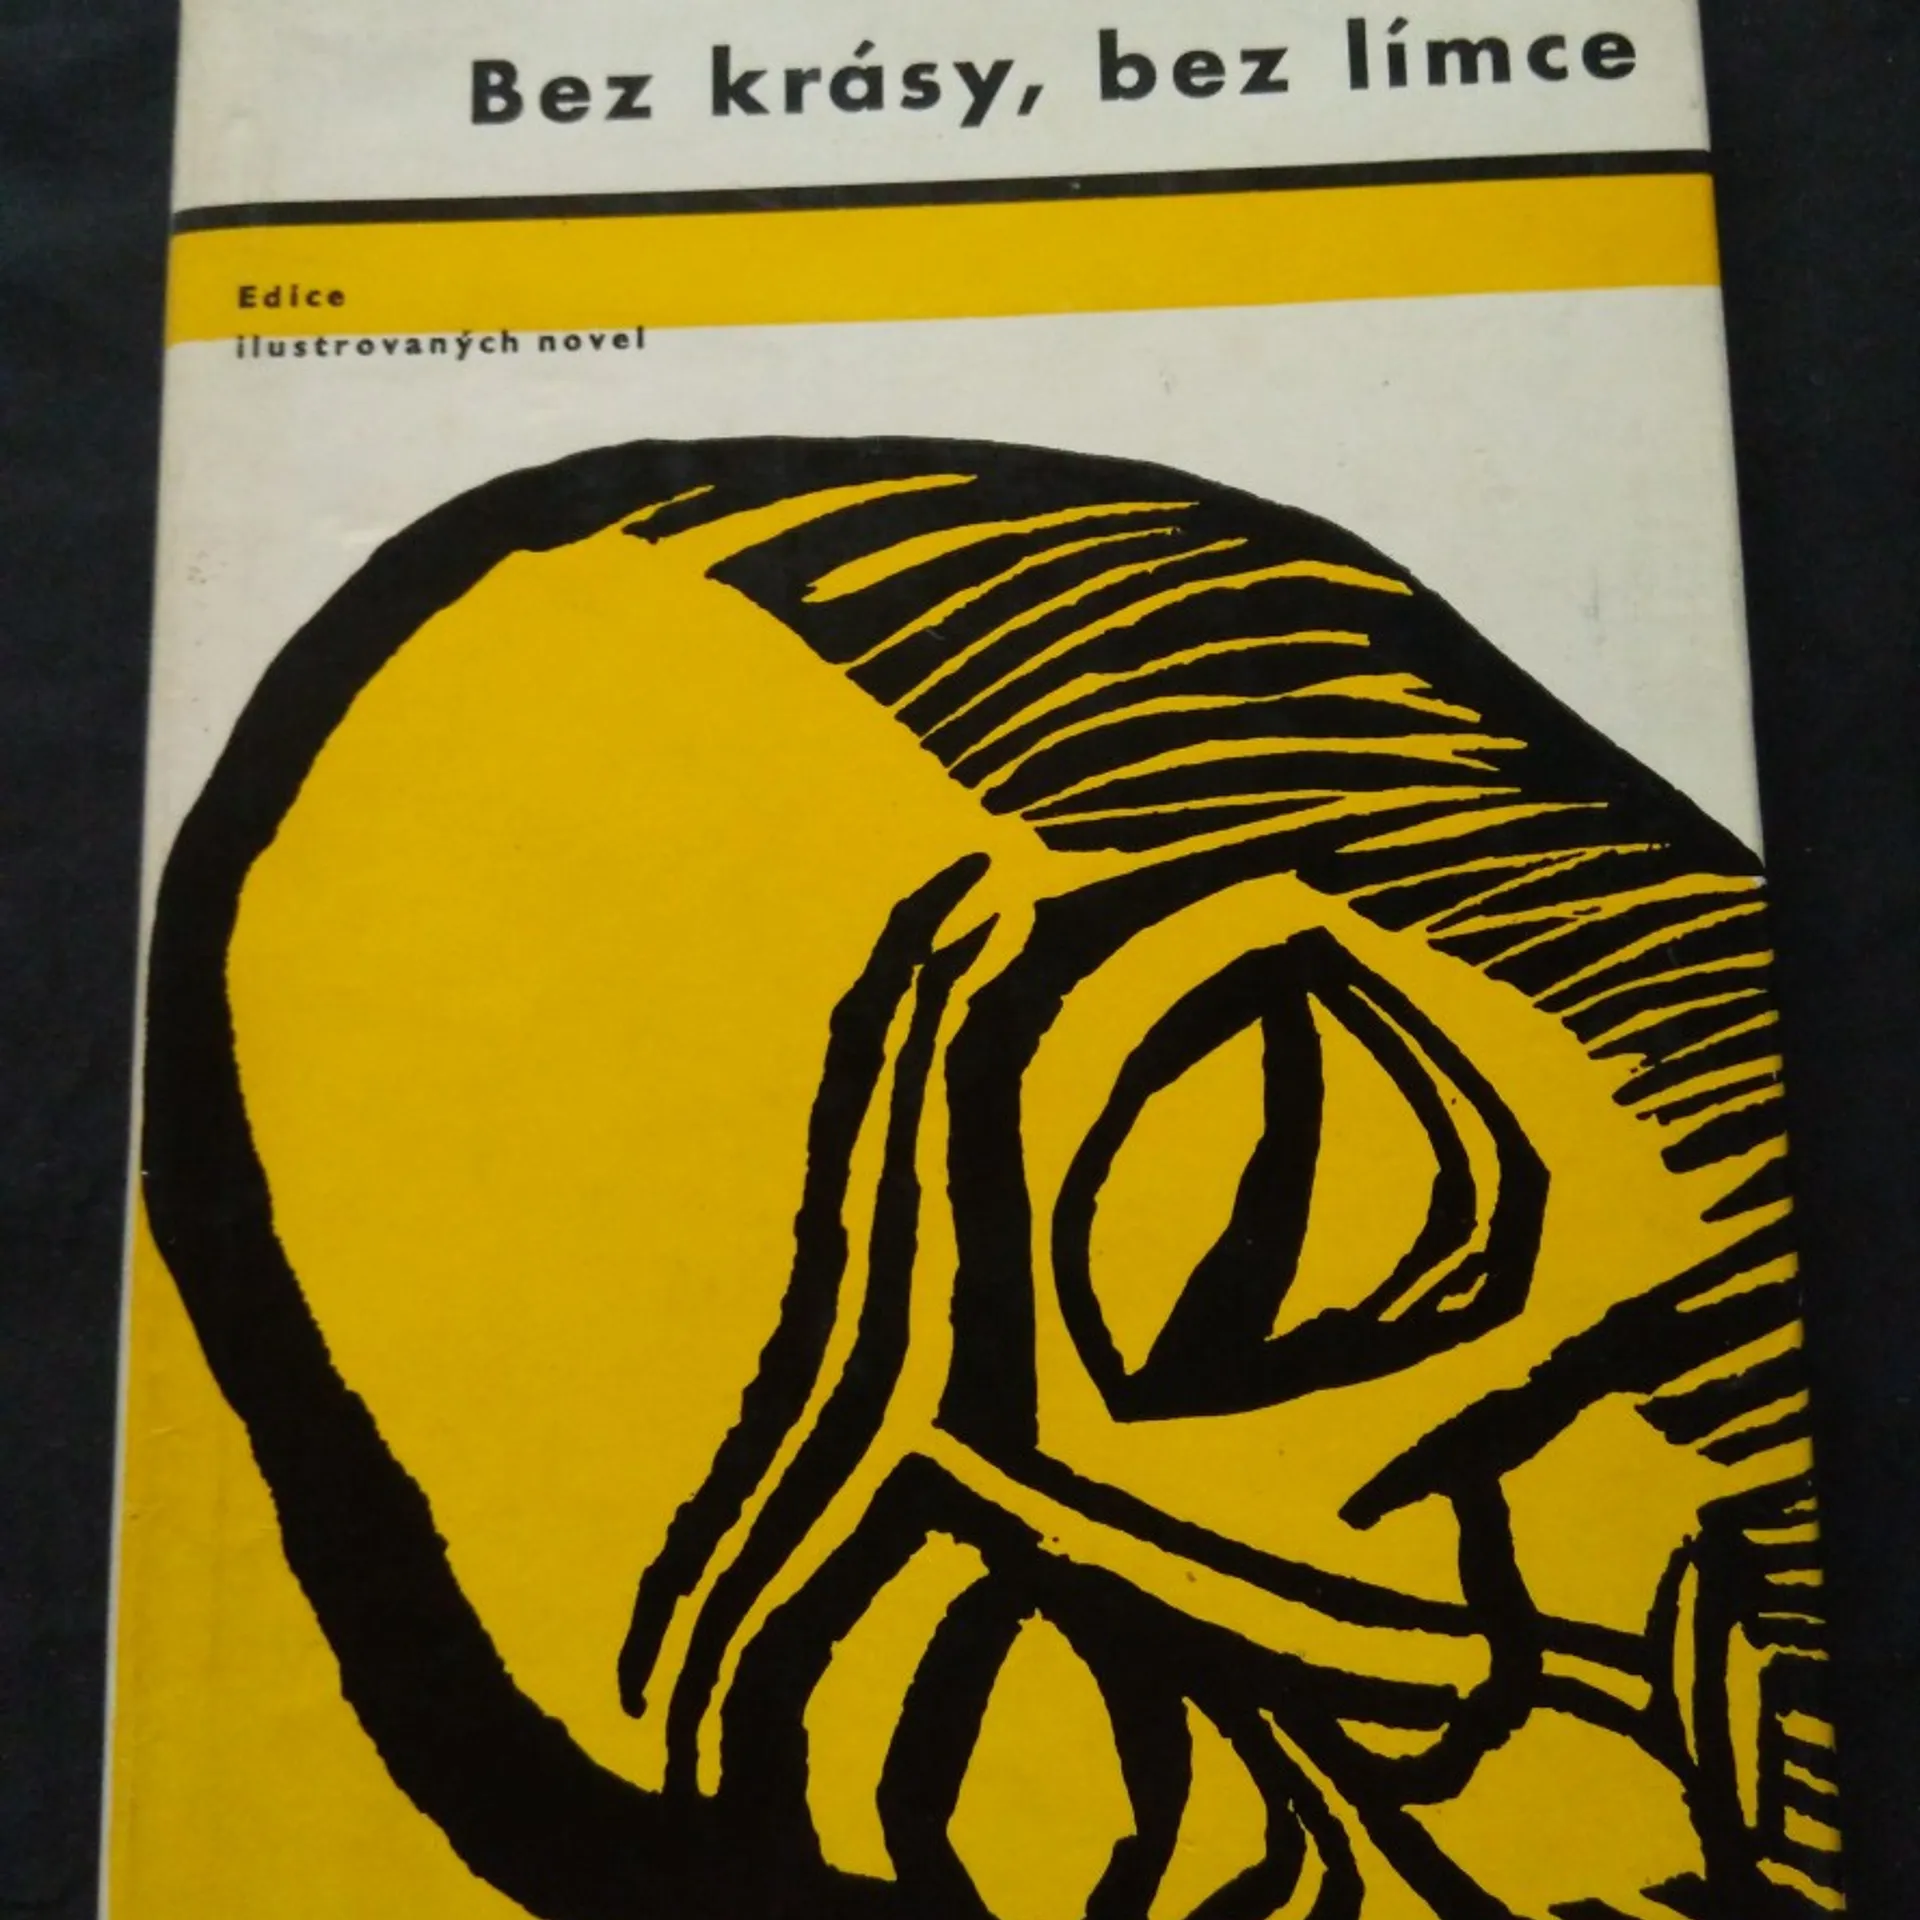 Bez krásy, bez límce
Edice
ilustrovaných novel